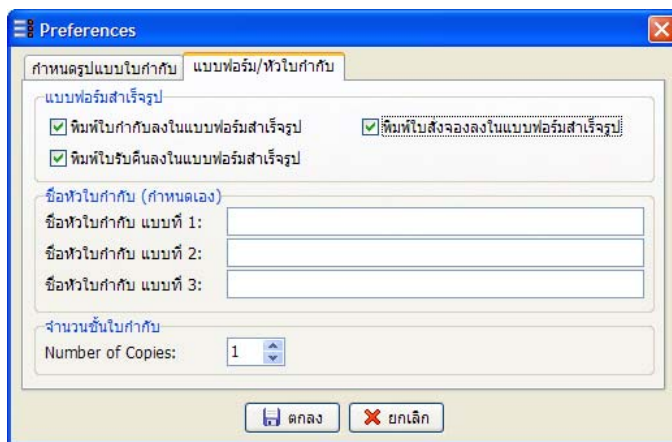 Preferences
กำหนดรูปแบบใบกำกับ แบบฟอร์ม/หัวใบกำกับ
แบบฟอร์มสำเร็จรูป
พิมพ์ใบกำกับลงในแบบฟอร์มสำเร็จรูป พิมพ์ใบสั่งจองลงในแบบฟอร์มสำเร็จรูป
พิมพ์ใบรับคืนลงในแบบฟอร์มสำเร็จรูป
ชื่อหัวใบกำกับ (กำหนดเอง)
ชื่อหัวใบกำกับ แบบที่ 1:
ชื่อหัวใบกำกับ แบบที่ 2:
ชื่อหัวใบกำกับ แบบที่ 3:
จำนวนชั้นใบกำกับ
Number of Copies: 1
ตกลง ยกเลิก